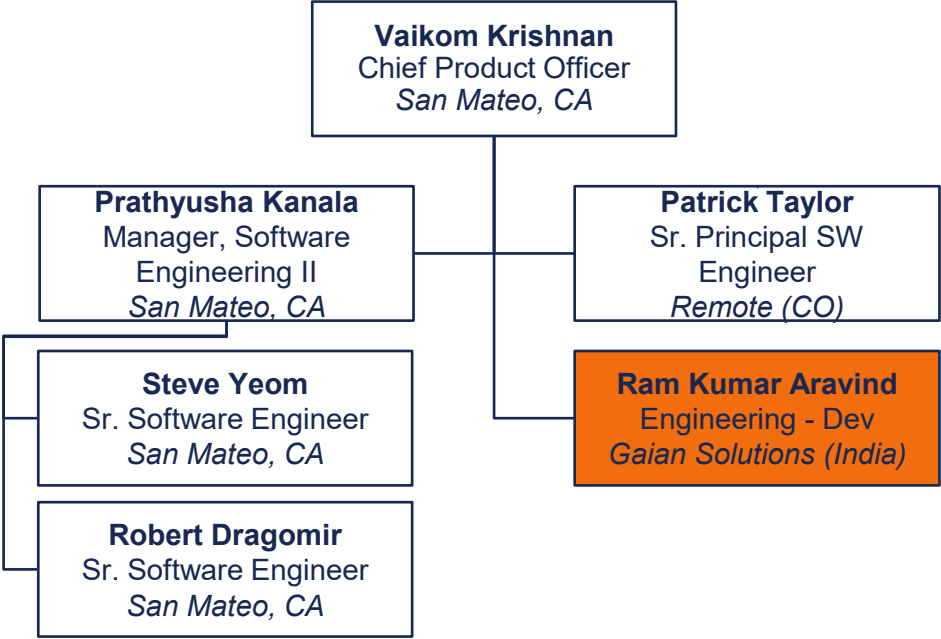 Vaikom Krishnan
Chief Product Officer
San Mateo, CA
Prathyusha Kanala
Manager, Software
Engineering II
San Mateo, CA
Patrick Taylor
Sr. Principal SW
Engineer
Remote (CO)
Steve Yeom
Sr. Software Engineer
San Mateo, CA
Ram Kumar Aravind
Engineering - Dev
Gaian Solutions (India)
Robert Dragomir
Sr. Software Engineer
San Mateo, CA